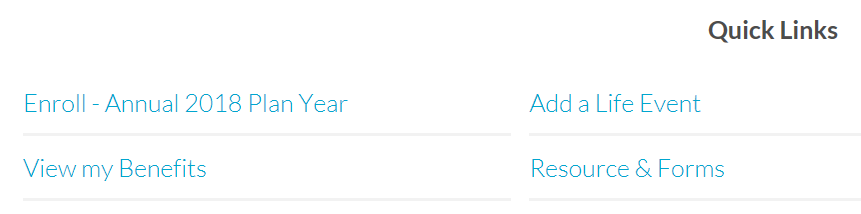 Quick Links
Enroll - Annual 2018 Plan Year
Add a Life Event
View my Benefits
Resource & Forms